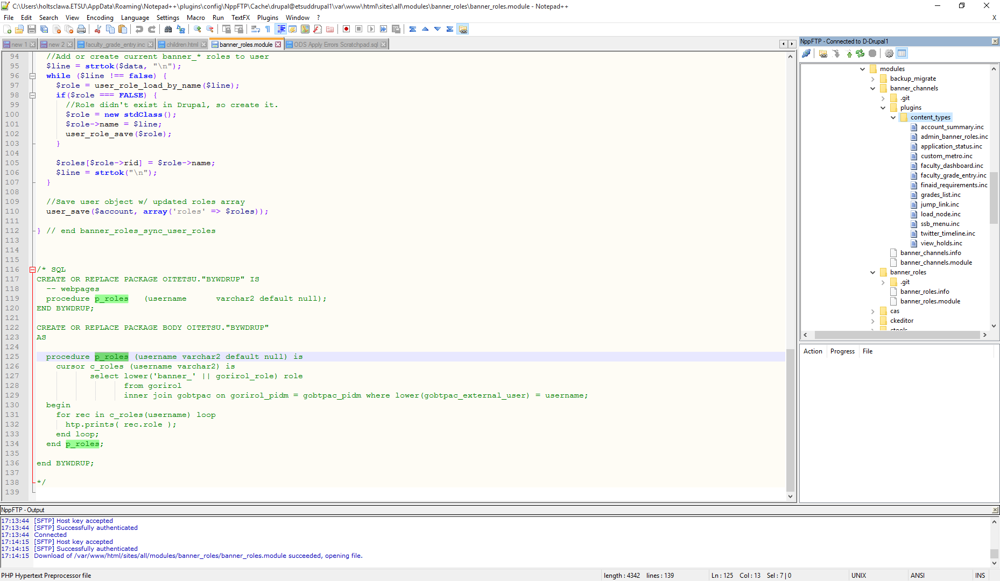 C:\Users\holtsclawa.ETSU\AppData\Roaming\Notepad++\plugins\config\NppFTP\Cache\drupal@etsuddrupal1\var\www\html\sites\all\modules\banner_roles\banner_roles.module - Notepad++
File Edit Search View Encoding Language Settings Macro Run TextFX Plugins Window ? X
new 1 new 2 faculty_grade_entry.inc children.html banner_roles.module ODS Apply Errors Scratchpad.sql
94 //Add or create current banner_* roles to user
95 $line = strtok($data, "\n");
96 while ($line !== false) {
97 $role = user_role_load_by_name($line);
98 if($role === FALSE) {
99 //Role didn't exist in Drupal, so create it.
100 $role = new stdClass();
101 $role->name = $line;
102 user_role_save($role);
103 }
104
105 $roles[$role->rid] = $role->name;
106 $line = strtok("\n");
107 }
108
109 //Save user object w/ updated roles array
110 user_save($account, array('roles' => $roles));
111
112 } // end banner_roles_sync_user_roles
113
114
115
116 /* SQL
117 CREATE OR REPLACE PACKAGE OITETSU."BYWDRUP" IS
118 -- webpages
119 procedure p_roles (username varchar2 default null);
120 END BYWDRUP;
121
122 CREATE OR REPLACE PACKAGE BODY OITETSU."BYWDRUP"
123 AS
124
125 procedure p_roles (username varchar2 default null) is
126 cursor c_roles (username varchar2) is
127 select lower('banner_' || gorirol_role) role
128 from gorirol
129 inner join gobtpac on gorirol_pidm = gobtpac_pidm where lower(gobtpac_external_user) = username;
130 begin
131 for rec in c_roles(username) loop
132 htp.prints( rec.role );
133 end loop;
134 end p_roles;
135
136 end BYWDRUP;
137
138 */
139
NppFTP - Connected to D-Drupal1
modules
backup_migrate
banner_channels
.git
plugins
content_types
account_summary.inc
admin_banner_roles.inc
application_status.inc
custom_metro.inc
faculty_dashboard.inc
faculty_grade_entry.inc
finaid_requirements.inc
grades_list.inc
jump_link.inc
load_node.inc
ssb_menu.inc
twitter_timeline.inc
view_holds.inc
banner_channels.info
banner_channels.module
banner_roles
.git
banner_roles.info
banner_roles.module
cas
ckeditor
ctools
Action Progress File
NppFTP - Output
17:13:44 [SFTP] Host key accepted
17:13:44 [SFTP] Successfully authenticated
17:13:44 Connected
17:14:15 [SFTP] Host key accepted
17:14:15 [SFTP] Successfully authenticated
17:14:15 Download of /var/www/html/sites/all/modules/banner_roles/banner_roles.module succeeded, opening file.
PHP Hypertext Preprocessor file length : 4342 lines : 139 Ln : 125 Col : 13 Sel : 7 | 0 UNIX ANSI INS